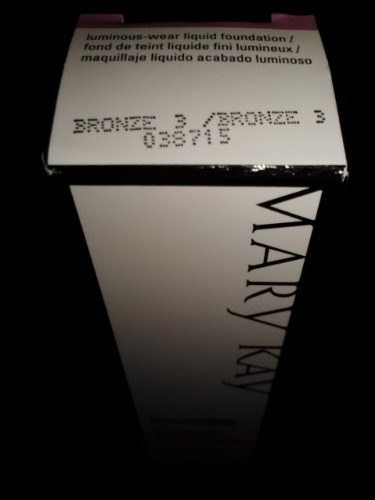 luminous-wear liquid foundation /
fond de teint liquide fini lumineux /
maquillaje líquido acabado luminoso
BRONZE 3 /BRONZE 3
038715
MARY KAY